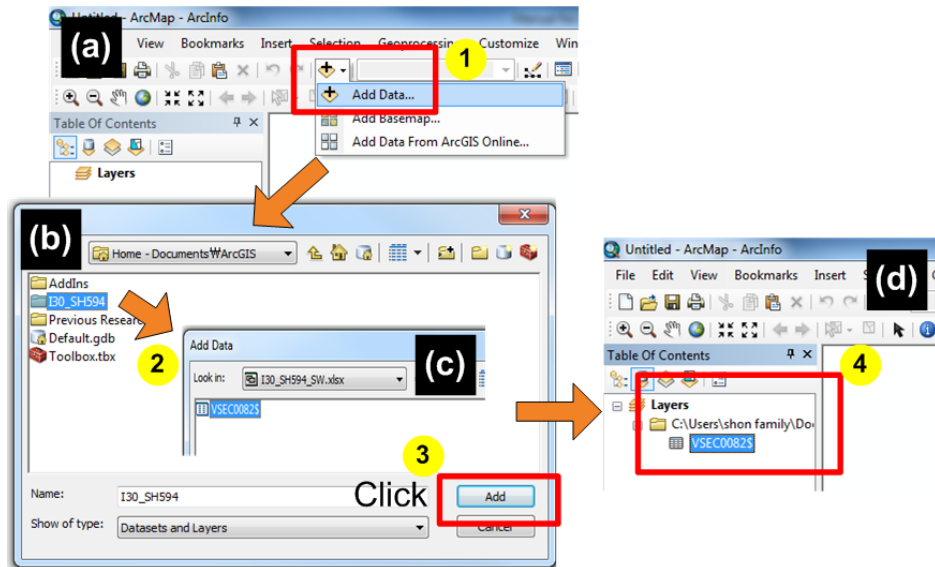 Untitled - ArcMap - ArcInfo
(a)
View Bookmarks Insert Selection Geoprocessing Customize Win
1
Add Data...
Add Basemap...
Add Data From ArcGIS Online...
Table Of Contents
Layers
(b)
Home - Documents₩ArcGIS
AddIns
I30_SH594
Previous Resear
Default.gdb
Toolbox.tbx
2
Add Data
(c)
Look in: I30_SH594_SW.xlsx
VSEC0082$
3
Name: I30_SH594
Click
Add
Show of type: Datasets and Layers
Cancel
Untitled - ArcMap - ArcInfo
(d)
File Edit View Bookmarks Insert
4
Table Of Contents
Layers
C:\Users\shon family\Do
VSEC0082$